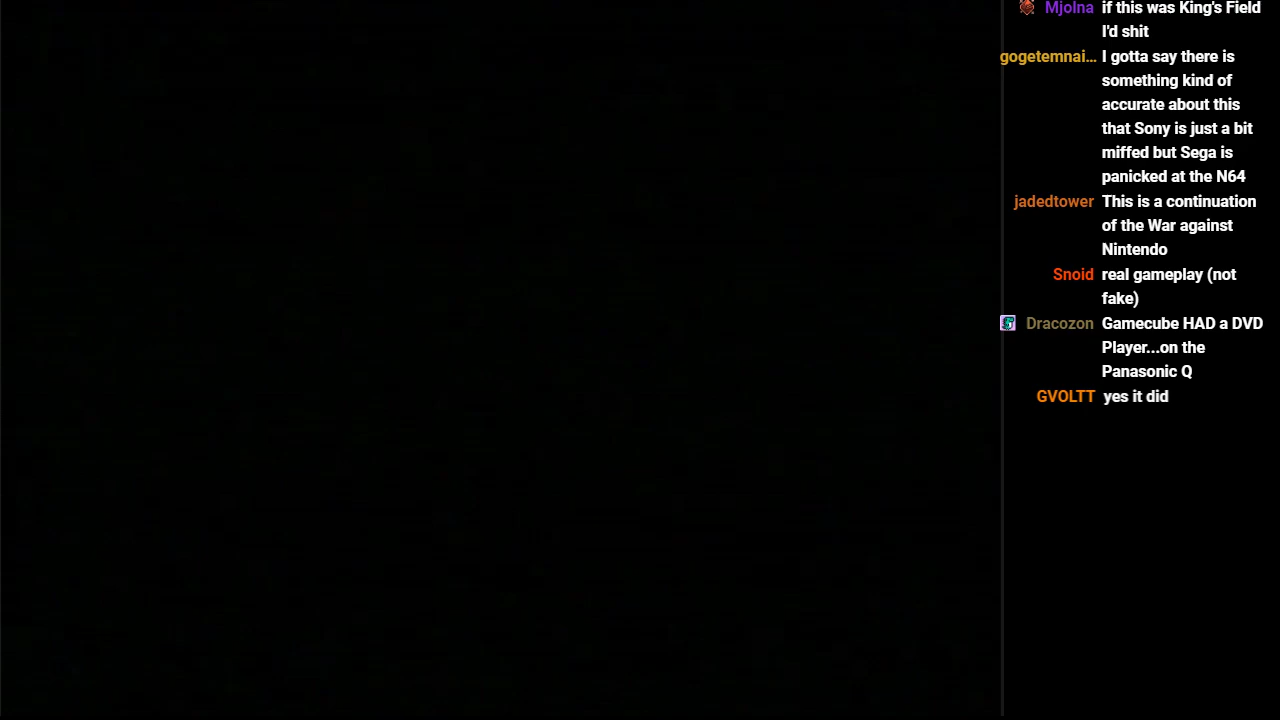 Mjolna if this was King's Field
I'd shit
gogetemnai... I gotta say there is
something kind of
accurate about this
that Sony is just a bit
miffed but Sega is
panicked at the N64
jadedtower This is a continuation
of the War against
Nintendo
Snoid real gameplay (not
fake)
Dracozon Gamecube HAD a DVD
Player...on the
Panasonic Q
GVOLTT yes it did